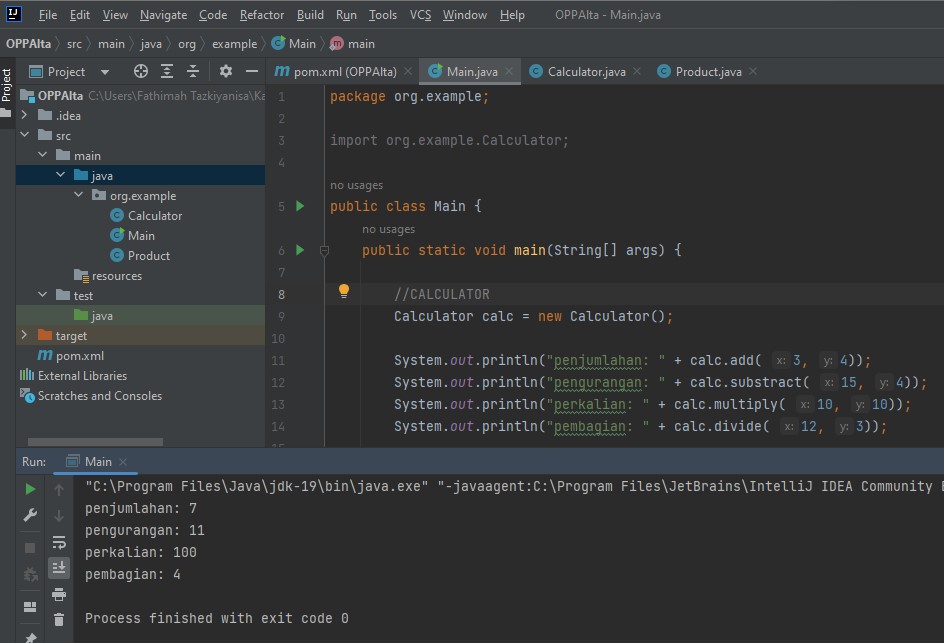 File Edit View Navigate Code Refactor Build Run Tools VCS Window Help OPPAlta - Main.java
OPPAlta src main java org example Main main
Project
Project
pom.xml (OPPAlta) Main.java Calculator.java Product.java
OPPAlta C:\Users\Fathimah Tazkiyanisa\Ka
.idea
src
main
java
org.example
Calculator
Main
Product
resources
test
java
target
pom.xml
External Libraries
Scratches and Consoles
1 package org.example;
2
3 import org.example.Calculator;
4
no usages
5 public class Main {
no usages
6 public static void main(String[] args) {
7
8 //CALCULATOR
9 Calculator calc = new Calculator();
10
11 System.out.println("penjumlahan: " + calc.add( x: 3, y: 4));
12 System.out.println("pengurangan: " + calc.substract( x: 15, y: 4));
13 System.out.println("perkalian: " + calc.multiply( x: 10, y: 10));
14 System.out.println("pembagian: " + calc.divide( x: 12, y: 3));
Run: Main
"C:\Program Files\Java\jdk-19\bin\java.exe" "-javaagent:C:\Program Files\JetBrains\IntelliJ IDEA Community
penjumlahan: 7
pengurangan: 11
perkalian: 100
pembagian: 4
Process finished with exit code 0